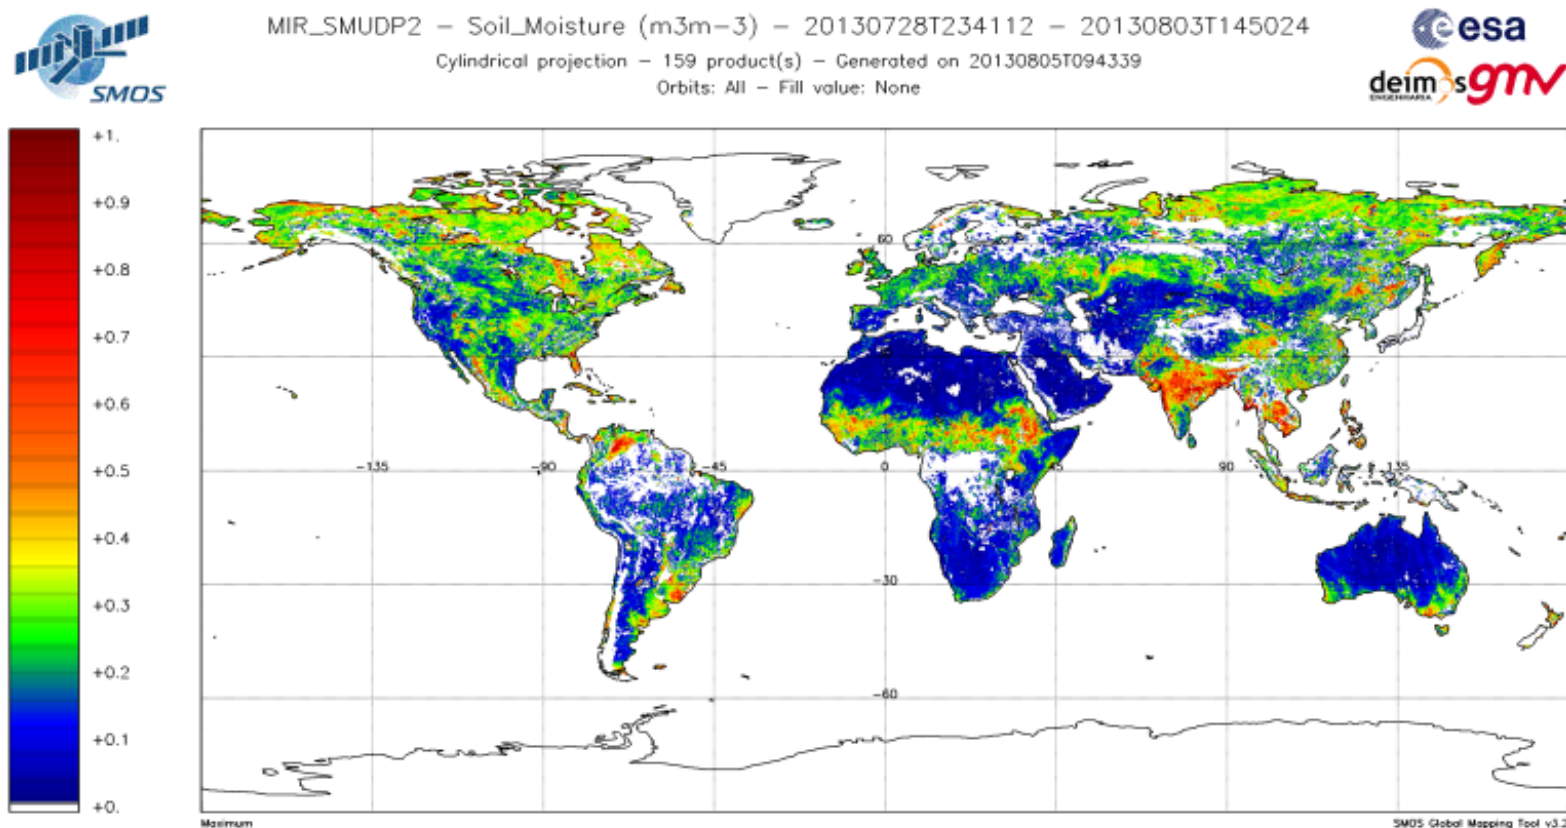 MIR_SMUDP2 – Soil_Moisture (m3m–3) – 20130728T234112 – 20130803T145024
Cylindrical projection – 159 product(s) – Generated on 20130805T094339
Orbits: All – Fill value: None
SMOS
esa
deimos
ENGENHARIA
gmv
+1.
+0.9
+0.8
+0.7
+0.6
+0.5
+0.4
+0.3
+0.2
+0.1
+0.
60
-135
-90
-45
0
45
90
135
-30
-60
Maximum
SMOS Global Mapping Tool